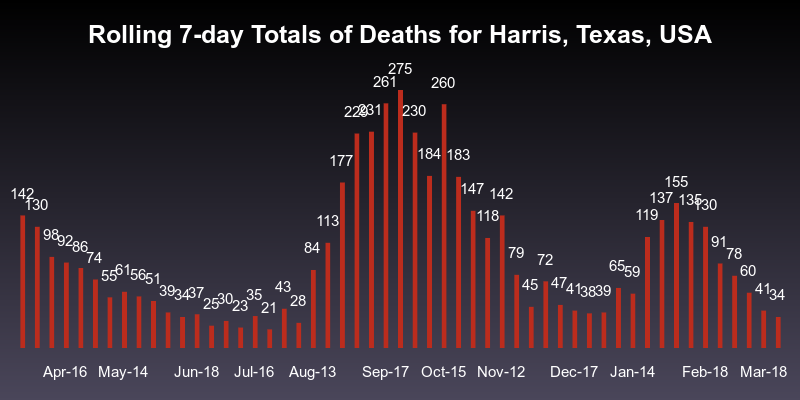 Rolling 7-day Totals of Deaths for Harris, Texas, USA
142 130 98 92 86 74 55 61 56 51 39 34 37 25 30 23 35 21 43 28 84 113 177 229 231 261 275 230 184 260 183 147 118 142 79 45 72 47 41 38 39 65 59 119 137 155 135 130 91 78 60 41 34
Apr-16 May-14 Jun-18 Jul-16 Aug-13 Sep-17 Oct-15 Nov-12 Dec-17 Jan-14 Feb-18 Mar-18